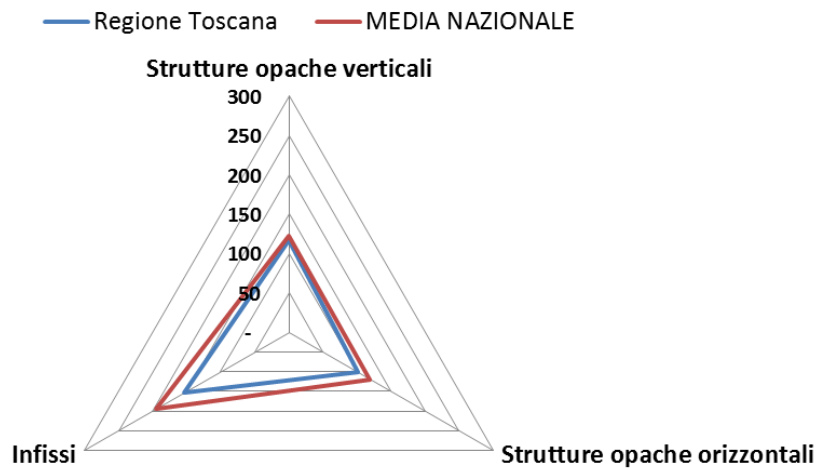 Regione Toscana MEDIA NAZIONALE
Strutture opache verticali
300
250
200
150
100
50
-
Infissi
Strutture opache orizzontali